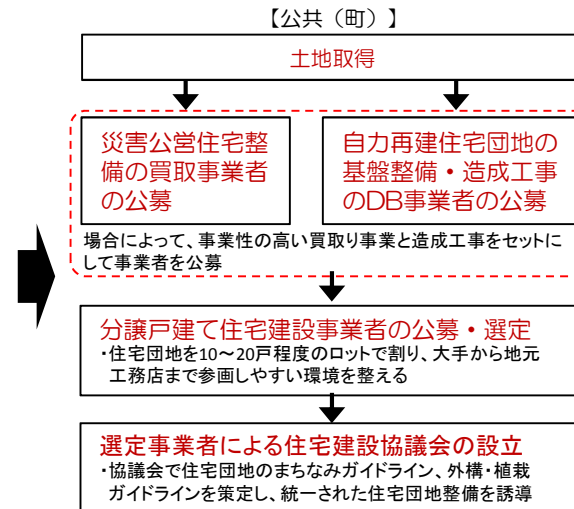 【公共（町）】
土地取得
災害公営住宅整
備の買取事業者
の公募
自力再建住宅団地の
基盤整備・造成工事
のDB事業者の公募
場合によって、事業性の高い買取り事業と造成工事をセットに
して事業者を公募
分譲戸建て住宅建設事業者の公募・選定
・住宅団地を10～20戸程度のロットで割り、大手から地元
工務店まで参画しやすい環境を整える
選定事業者による住宅建設協議会の設立
・協議会で住宅団地のまちなみガイドライン、外構・植栽
ガイドラインを策定し、統一された住宅団地整備を誘導